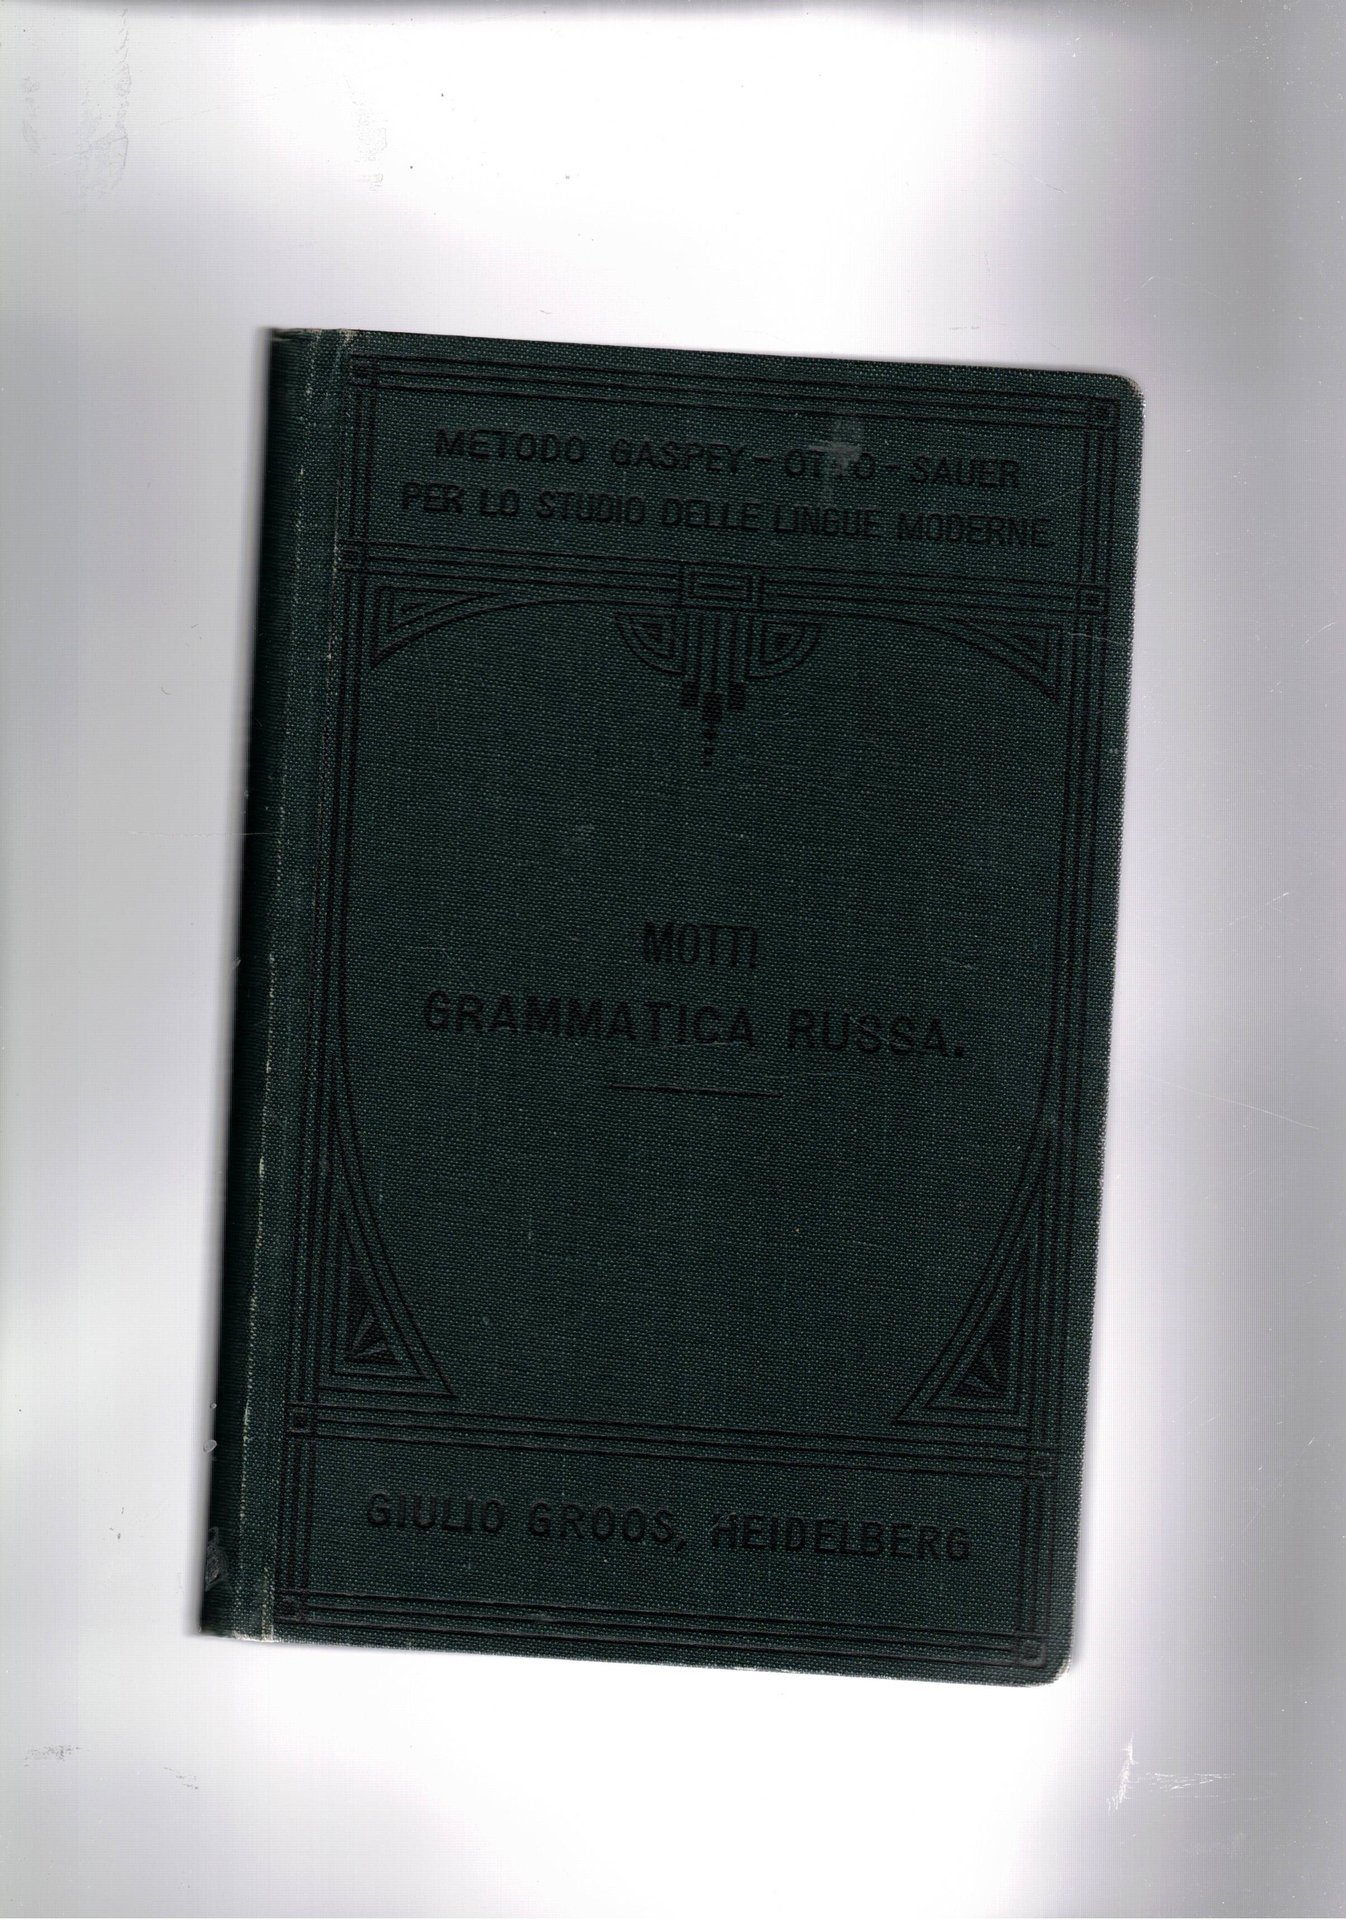 METODO GASPEY-OTTO-SAUER
PER LO STUDIO DELLE LINGUE MODERNE
MOTTI
GRAMMATICA RUSSA.
GIULIO GROOS, HEIDELBERG